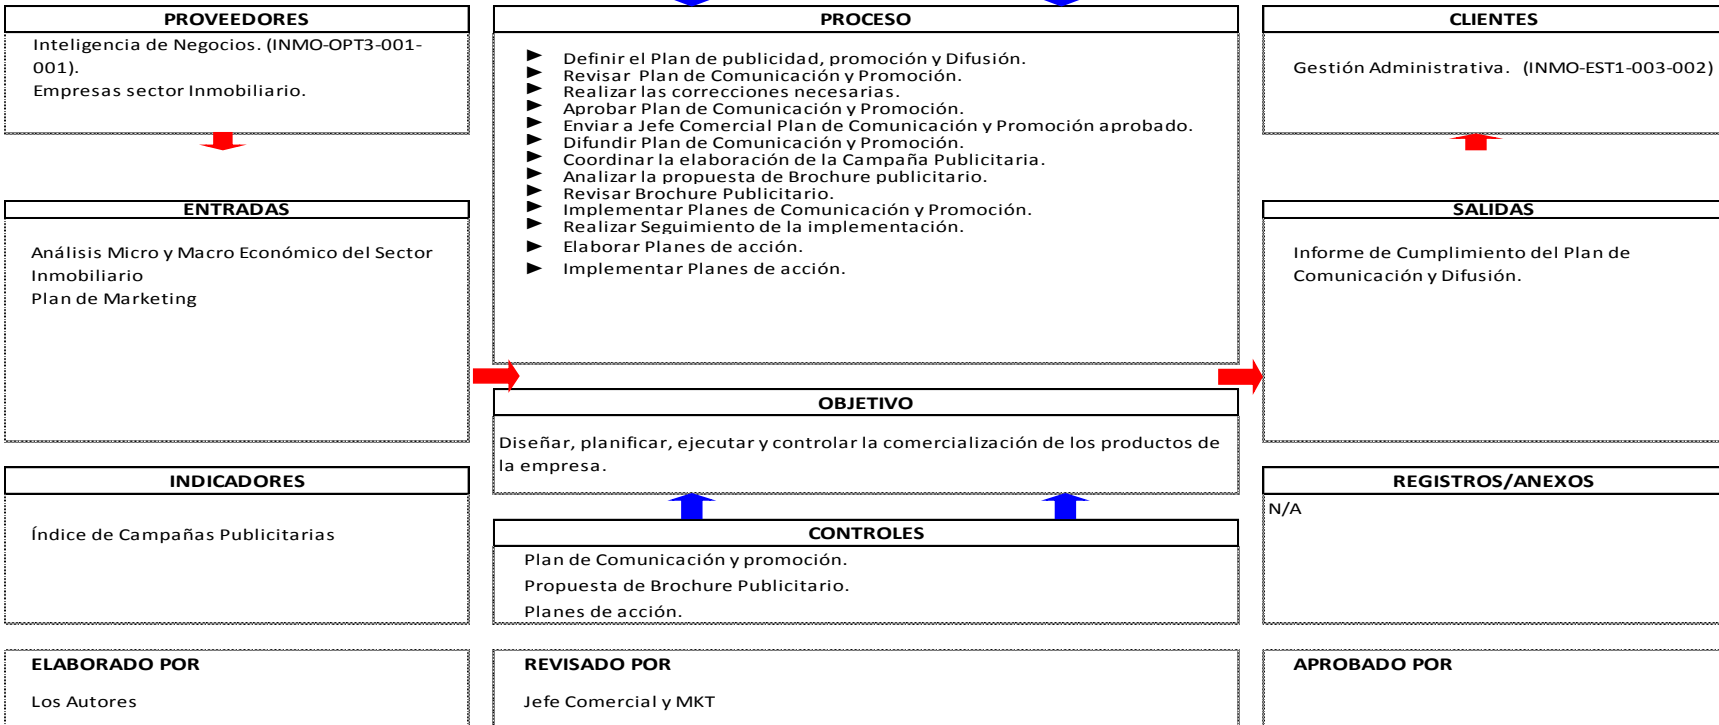 PROVEEDORES
Inteligencia de Negocios. (INMO-OPT3-001-
001).
Empresas sector Inmobiliario.
PROCESO
► Definir el Plan de publicidad, promoción y Difusión.
► Revisar Plan de Comunicación y Promoción.
► Realizar las correcciones necesarias.
► Aprobar Plan de Comunicación y Promoción.
► Enviar a Jefe Comercial Plan de Comunicación y Promoción aprobado.
► Difundir Plan de Comunicación y Promoción.
► Coordinar la elaboración de la Campaña Publicitaria.
► Analizar la propuesta de Brochure publicitario.
► Revisar Brochure Publicitario.
► Implementar Planes de Comunicación y Promoción.
► Realizar Seguimiento de la implementación.
► Elaborar Planes de acción.
► Implementar Planes de acción.
CLIENTES
Gestión Administrativa. (INMO-EST1-003-002)
ENTRADAS
Análisis Micro y Macro Económico del Sector
Inmobiliario
Plan de Marketing
SALIDAS
Informe de Cumplimiento del Plan de
Comunicación y Difusión.
OBJETIVO
Diseñar, planificar, ejecutar y controlar la comercialización de los productos de
la empresa.
INDICADORES
Índice de Campañas Publicitarias
CONTROLES
Plan de Comunicación y promoción.
Propuesta de Brochure Publicitario.
Planes de acción.
REGISTROS/ANEXOS
N/A
ELABORADO POR
Los Autores
REVISADO POR
Jefe Comercial y MKT
APROBADO POR